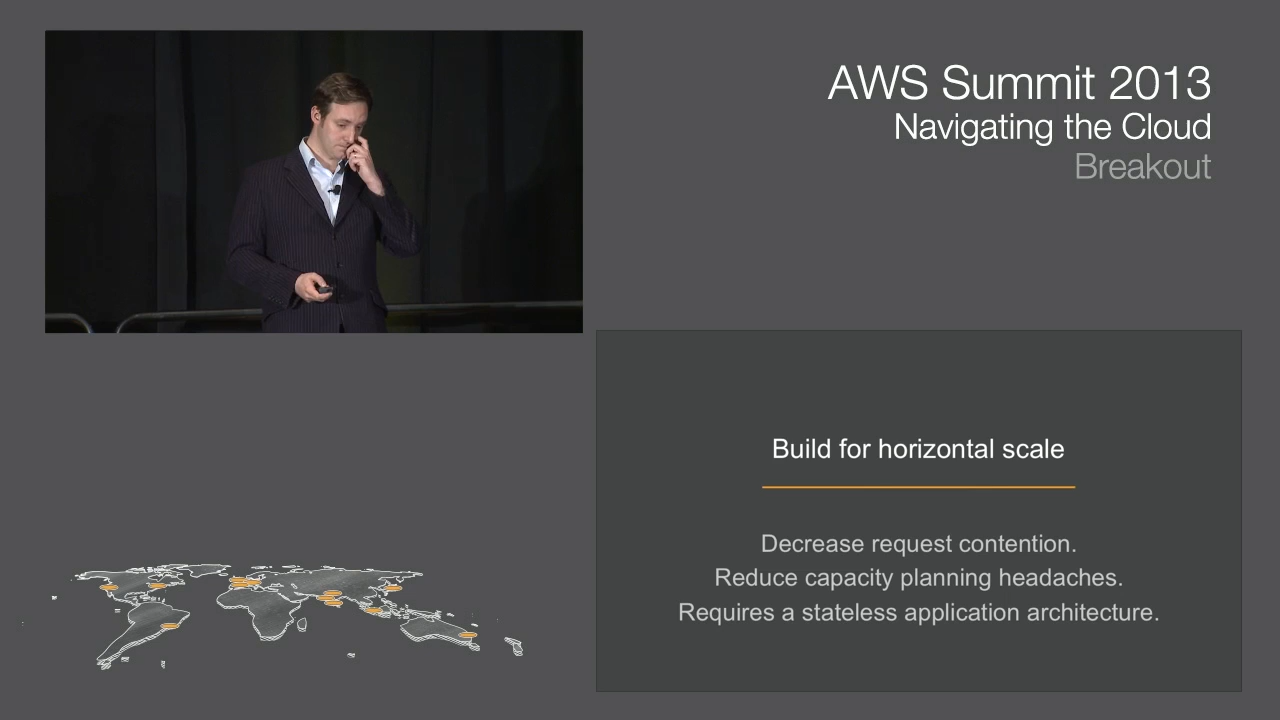 AWS Summit 2013
Navigating the Cloud
Breakout
Build for horizontal scale
Decrease request contention.
Reduce capacity planning headaches.
Requires a stateless application architecture.